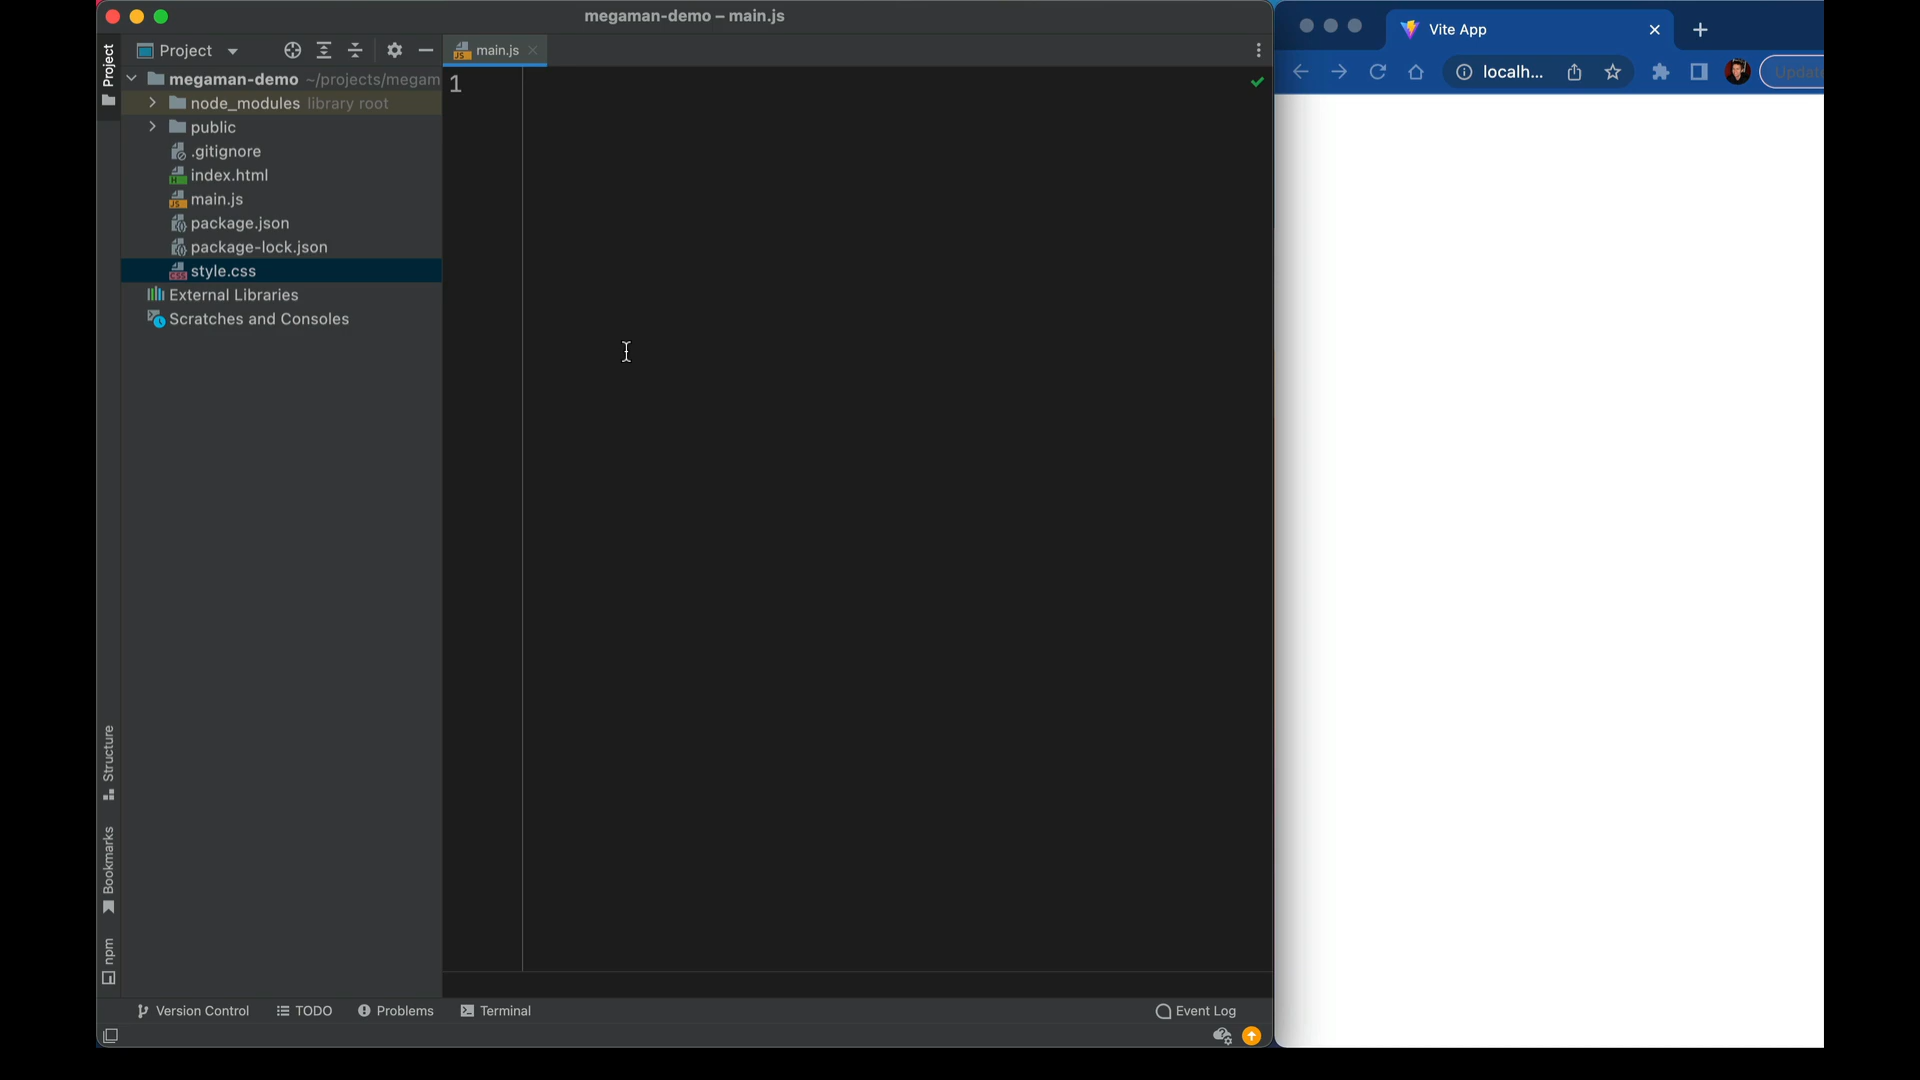 megaman-demo – main.js
Project
Project
main.js
megaman-demo ~/projects/megam
node_modules library root
public
.gitignore
index.html
main.js
package.json
package-lock.json
style.css
External Libraries
Scratches and Consoles
1
Structure
Bookmarks
npm
Version Control
TODO
Problems
Terminal
Event Log
Vite App
localh...
Update